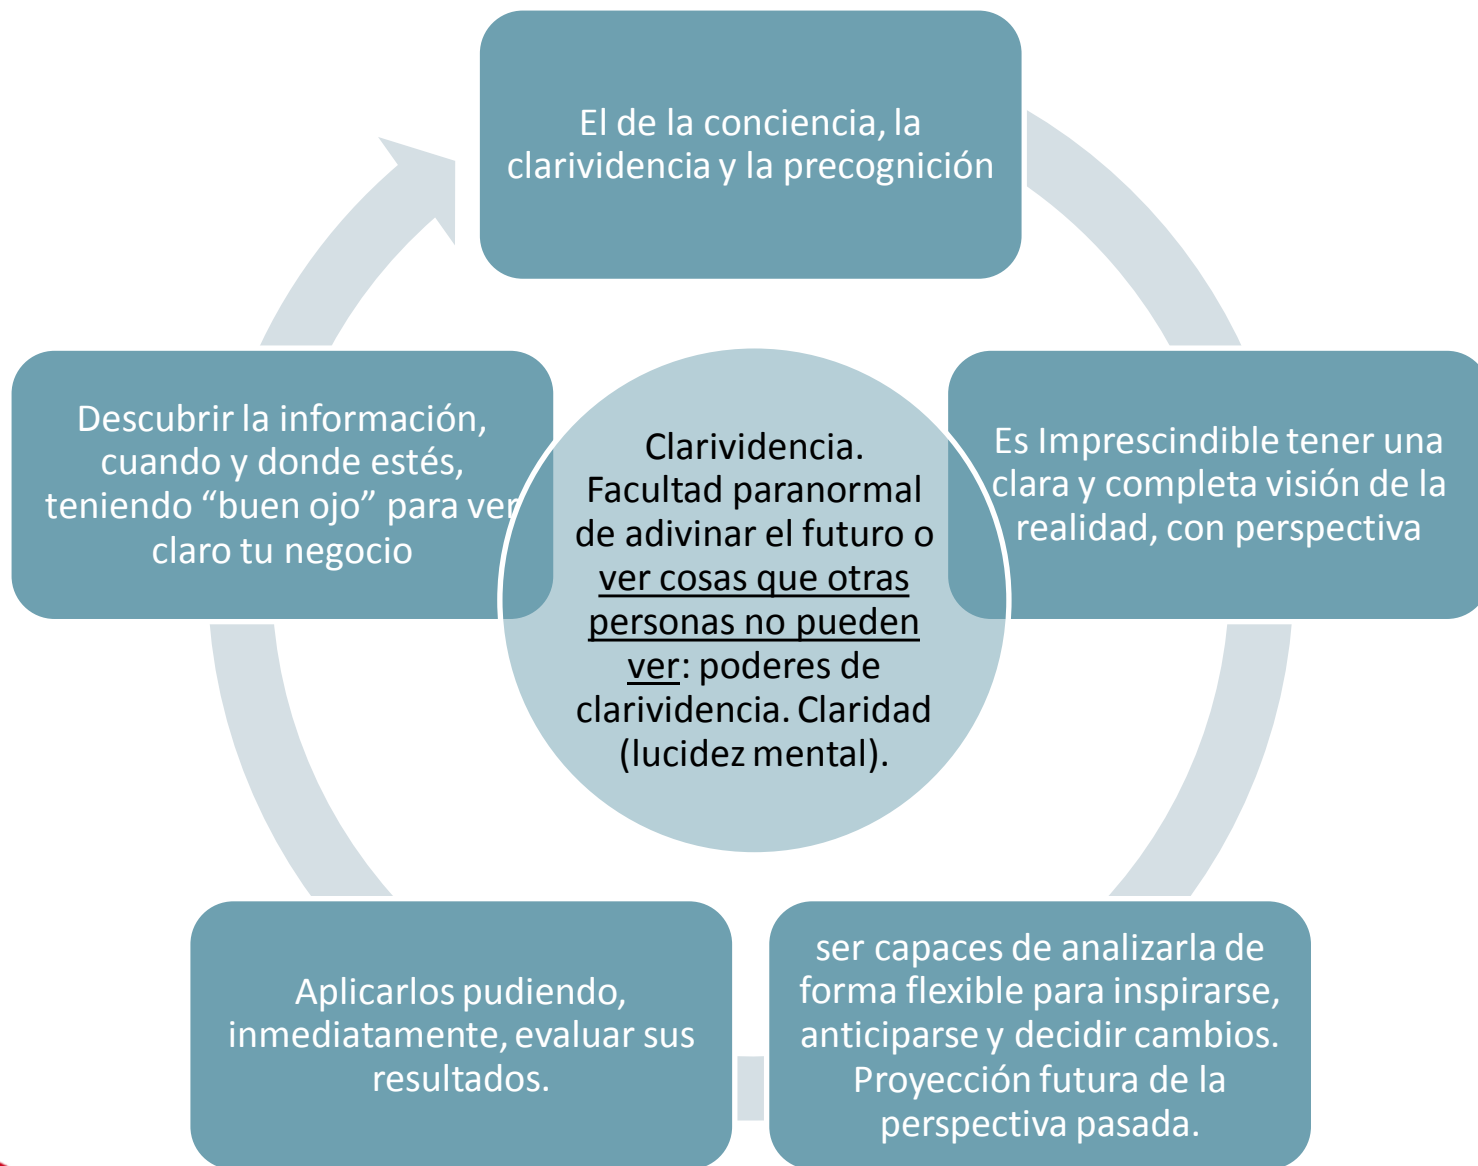 El de la conciencia, la
clarividencia y la precognición
Es Imprescindible tener una
clara y completa visión de la
realidad, con perspectiva
ser capaces de analizarla de
forma flexible para inspirarse,
anticiparse y decidir cambios.
Proyección futura de la
perspectiva pasada.
Aplicarlos pudiendo,
inmediatamente, evaluar sus
resultados.
Descubrir la información,
cuando y donde estés,
teniendo “buen ojo” para ver
claro tu negocio
Clarividencia.
Facultad paranormal
de adivinar el futuro o
ver cosas que otras
personas no pueden
ver: poderes de
clarividencia. Claridad
(lucidez mental).